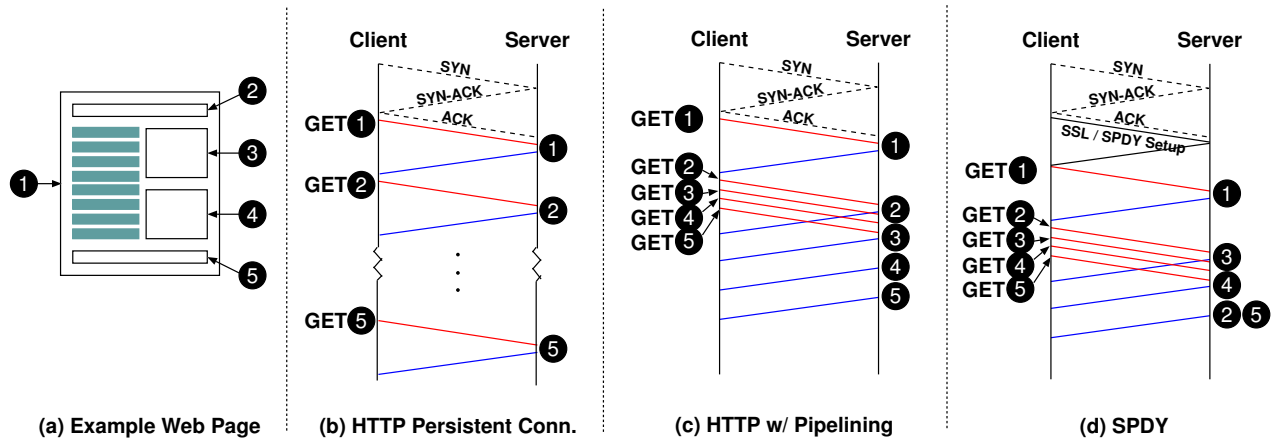 1
2
3
4
5
(a) Example Web Page
Client Server
SYN
SYN-ACK
ACK
GET 1
1
GET 2
2
GET 5
5
(b) HTTP Persistent Conn.
Client Server
SYN
SYN-ACK
ACK
GET 1
1
GET 2
GET 3
GET 4
GET 5
2
3
4
5
(c) HTTP w/ Pipelining
Client Server
SYN
SYN-ACK
ACK
SSL / SPDY Setup
GET 1
1
GET 2
GET 3
GET 4
GET 5
3
4
2 5
(d) SPDY